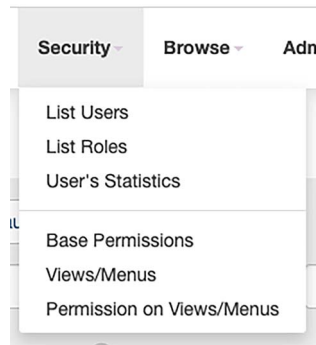 Security Browse
List Users
List Roles
User's Statistics
Base Permissions
Views/Menus
Permission on Views/Menus